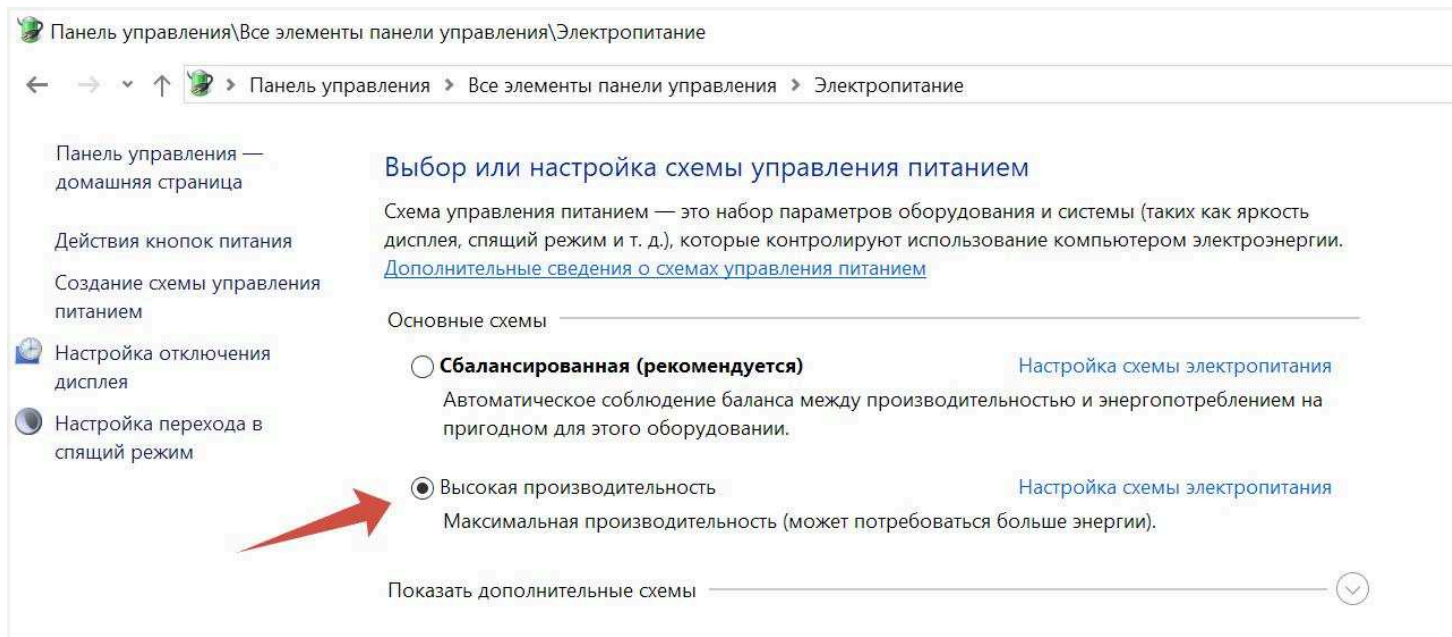 Панель управления\Все элементы панели управления\Электропитание
Панель управления > Все элементы панели управления > Электропитание
Панель управления —
домашняя страница
Действия кнопок питания
Создание схемы управления
питанием
Настройка отключения
дисплея
Настройка перехода в
спящий режим
Выбор или настройка схемы управления питанием
Схема управления питанием — это набор параметров оборудования и системы (таких как яркость
дисплея, спящий режим и т. д.), которые контролируют использование компьютером электроэнергии.
Дополнительные сведения о схемах управления питанием
Основные схемы
Сбалансированная (рекомендуется) Настройка схемы электропитания
Автоматическое соблюдение баланса между производительностью и энергопотреблением на
пригодном для этого оборудовании.
Высокая производительность Настройка схемы электропитания
Максимальная производительность (может потребоваться больше энергии).
Показать дополнительные схемы